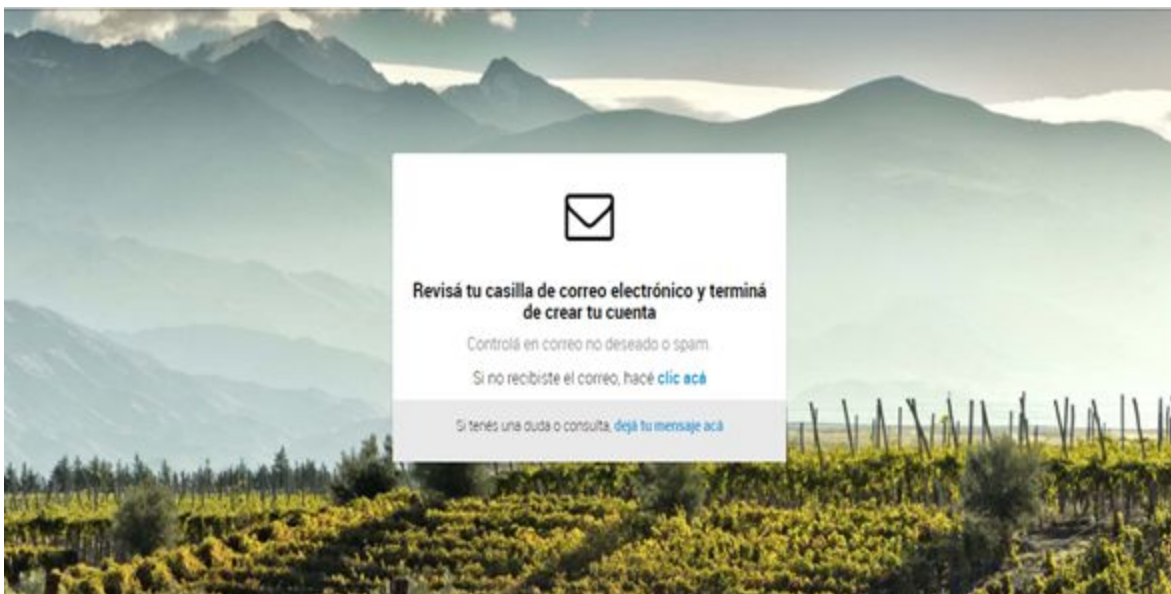 Revisá tu casilla de correo electrónico y terminá
de crear tu cuenta
Controlá en correo no deseado o spam.
Si no recibiste el correo, hacé clic acá
Si tenés una duda o consulta, dejá tu mensaje acá